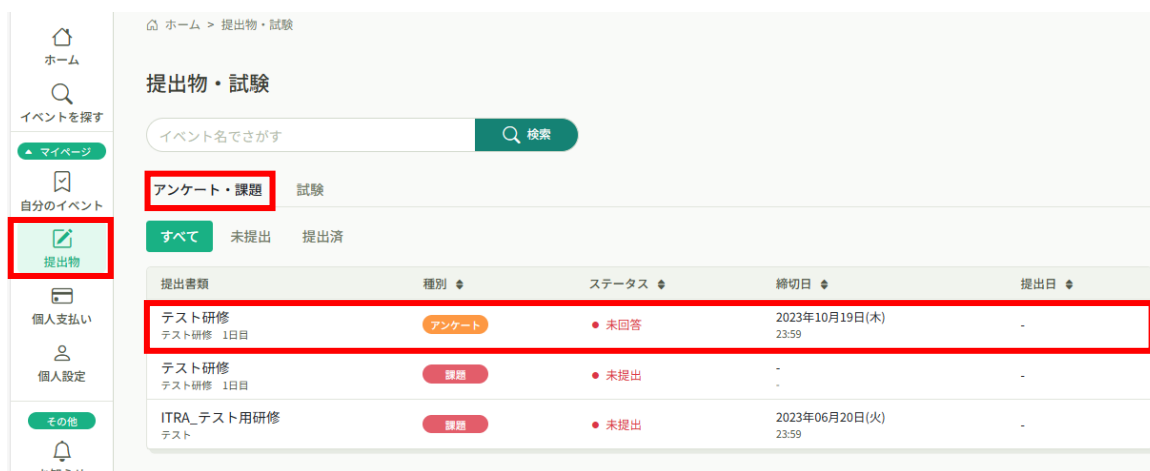 ホーム > 提出物・試験
ホーム
イベントを探す
マイページ
自分のイベント
提出物
個人支払い
個人設定
その他
提出物・試験
イベント名でさがす
検索
アンケート・課題 試験
すべて 未提出 提出済
提出書類 種別 ステータス 締切日 提出日
テスト研修 アンケート 未回答 2023年10月19日(木) -
テスト研修 1日目 23:59
テスト研修 課題 未提出 - -
テスト研修 1日目 -
ITRA_テスト用研修 課題 未提出 2023年06月20日(火) -
テスト 23:59